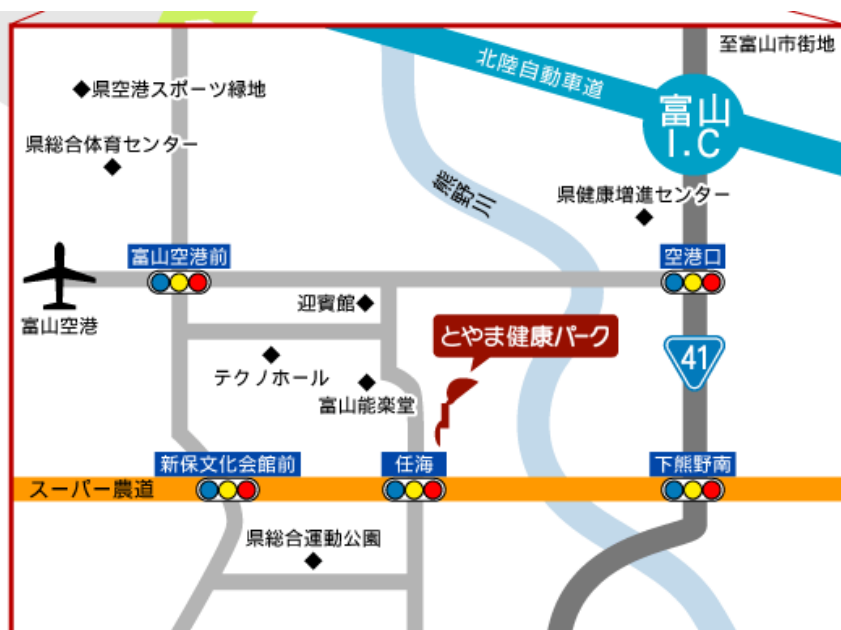 至富山市街地
北陸自動車道
県空港スポーツ緑地
富山
I.C
県総合体育センター
熊野川
県健康増進センター
富山空港前
空港口
迎賓館
富山空港
とやま健康パーク
41
テクノホール
富山能楽堂
新保文化会館前
任海
下熊野南
スーパー農道
県総合運動公園